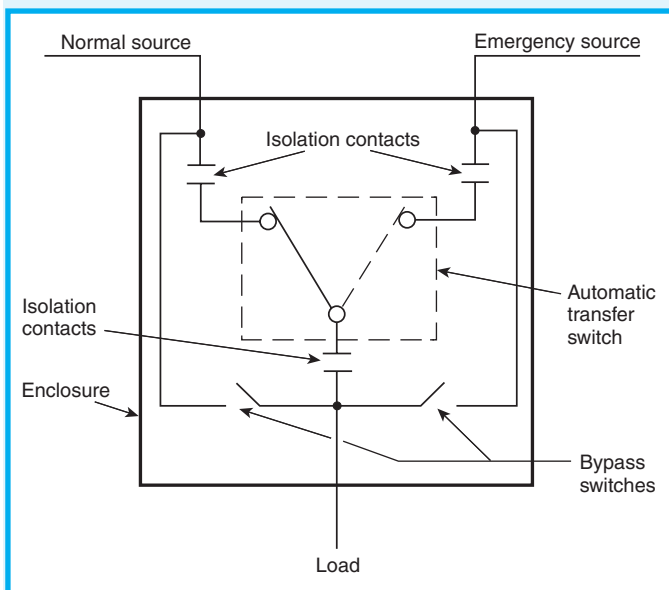 Normal source
Emergency source
Isolation contacts
Isolation
contacts
Automatic
transfer
switch
Enclosure
Bypass
switches
Load